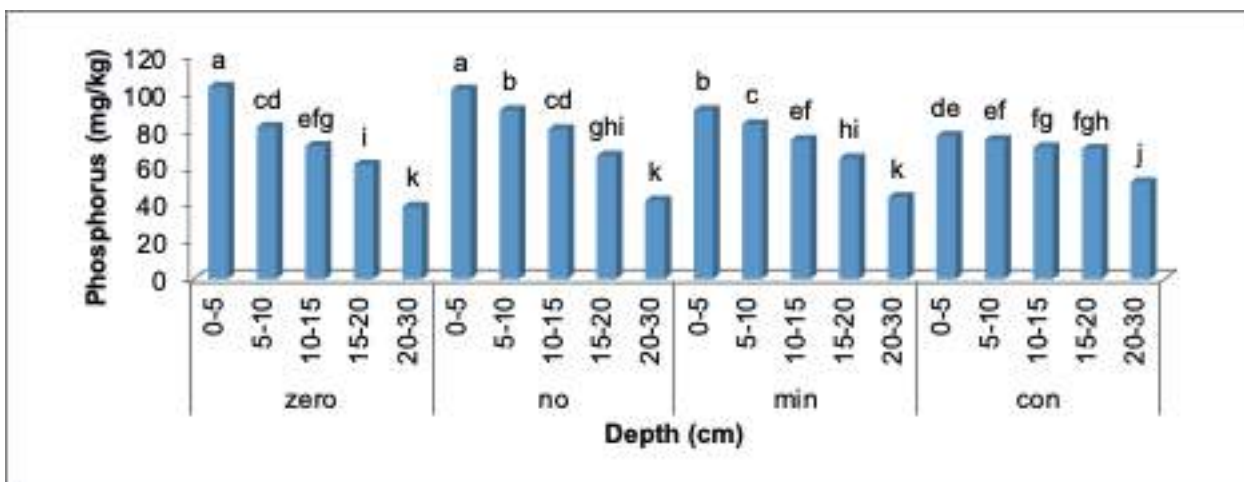 Phosphorus (mg/kg)
120
100
80
60
40
20
0
a cd efg i k a b cd ghi k b c ef hi k de ef fg fgh j
0-5 5-10 10-15 15-20 20-30 0-5 5-10 10-15 15-20 20-30 0-5 5-10 10-15 15-20 20-30 0-5 5-10 10-15 15-20 20-30
zero no min con
Depth (cm)